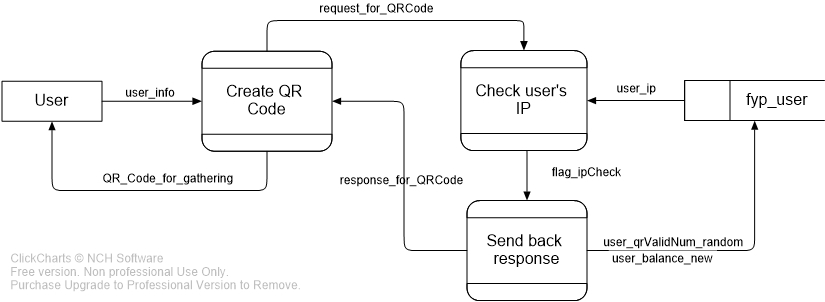 request_for_QRCode
User
user_info
Create QR
Code
Check user's
IP
user_ip
fyp_user
QR_Code_for_gathering
response_for_QRCode
flag_ipCheck
Send back
response
user_qrValidNum_random
user_balance_new
ClickCharts © NCH Software
Free version. Non professional Use Only.
Purchase Upgrade to Professional Version to Remove.